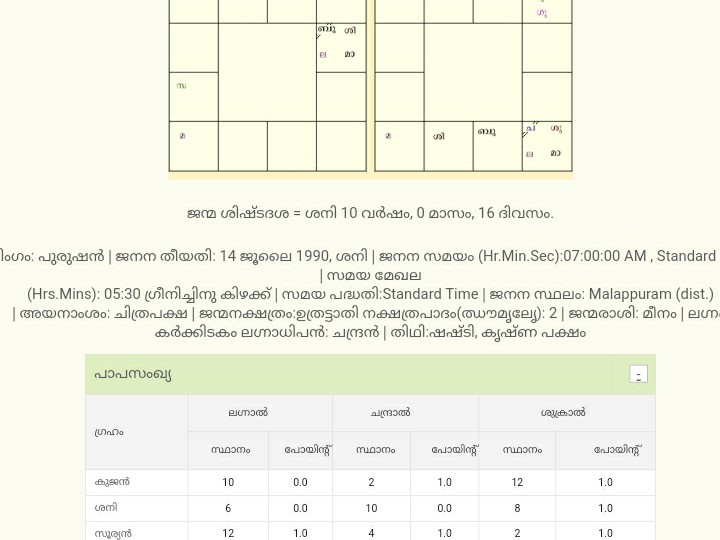 ഗു
ബു ശി
ല മാ
സ
മ
മ ശി ബു ച ശു
ല മാ
ജന്മ ശിഷ്ടദശ = ശനി 10 വർഷം, 0 മാസം, 16 ദിവസം.
ിംഗം: പുരുഷൻ | ജനന തീയതി: 14 ജൂലൈ 1990, ശനി | ജനന സമയം (Hr.Min.Sec):07:00:00 AM , Standard
| സമയ മേഖല
(Hrs.Mins): 05:30 ഗ്രീനിച്ചിനു കിഴക്ക് | സമയ പദ്ധതി:Standard Time | ജനന സ്ഥലം: Malappuram (dist.)
| അയനാംശം: ചിത്രപക്ഷ | ജന്മനക്ഷത്രം:ഉത്രട്ടാതി നക്ഷത്രപാദം(ഝൗമൃഭേൃ): 2 | ജന്മരാശി: മീനം | ലഗ്നം
കർക്കിടകം ലഗ്നാധിപൻ: ചന്ദ്രൻ | തിഥി:ഷഷ്ടി, കൃഷ്ണ പക്ഷം
പാപസംഖ്യ -
ഗ്രഹം ലഗ്നാൽ ചന്ദ്രാൽ ശുക്രാൽ
സ്ഥാനം പോയിന്റ് സ്ഥാനം പോയിന്റ് സ്ഥാനം പോയിന്റ്
കുജൻ 10 0.0 2 1.0 12 1.0
ശനി 6 0.0 10 0.0 8 1.0
സൂര്യൻ 12 1.0 4 1.0 2 1.0